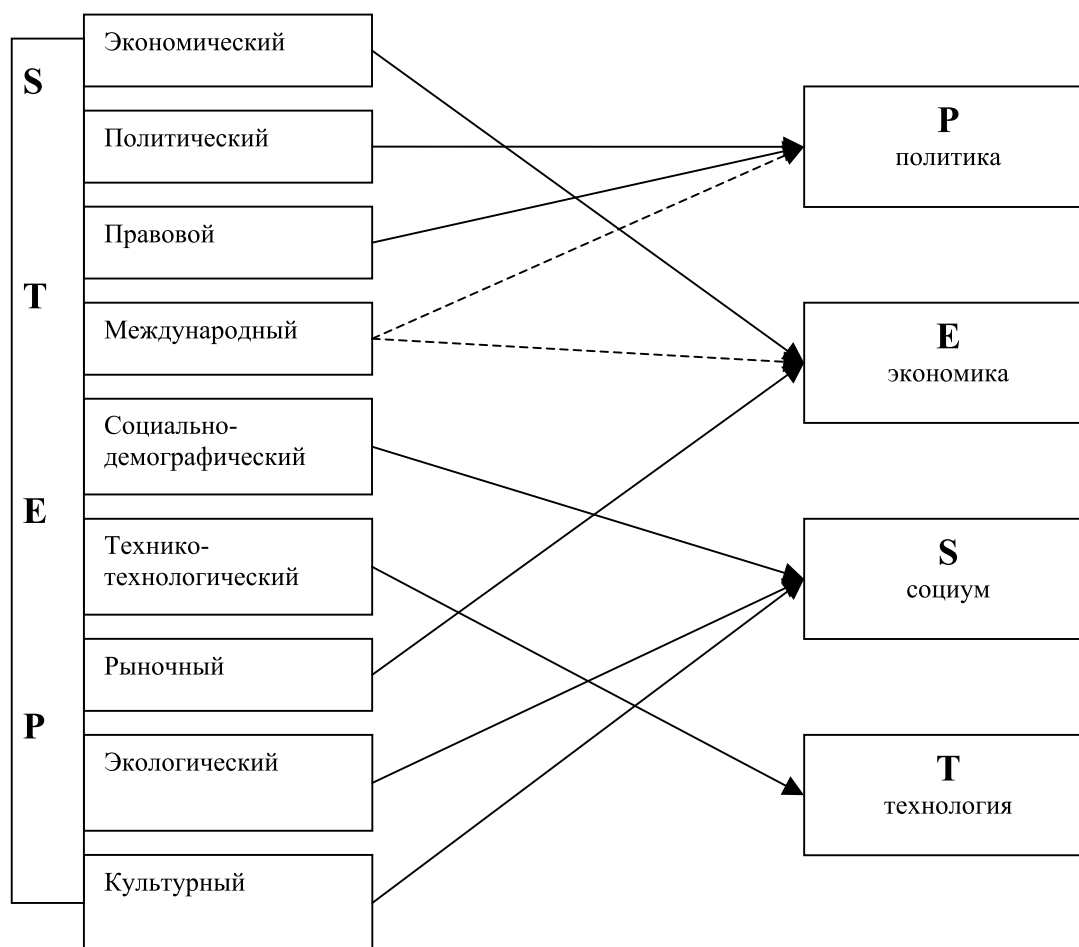 S
T
E
P
Экономический
Политический
Правовой
Международный
Социально-
демографический
Технико-
технологический
Рыночный
Экологический
Культурный
P
политика
E
экономика
S
социум
T
технология